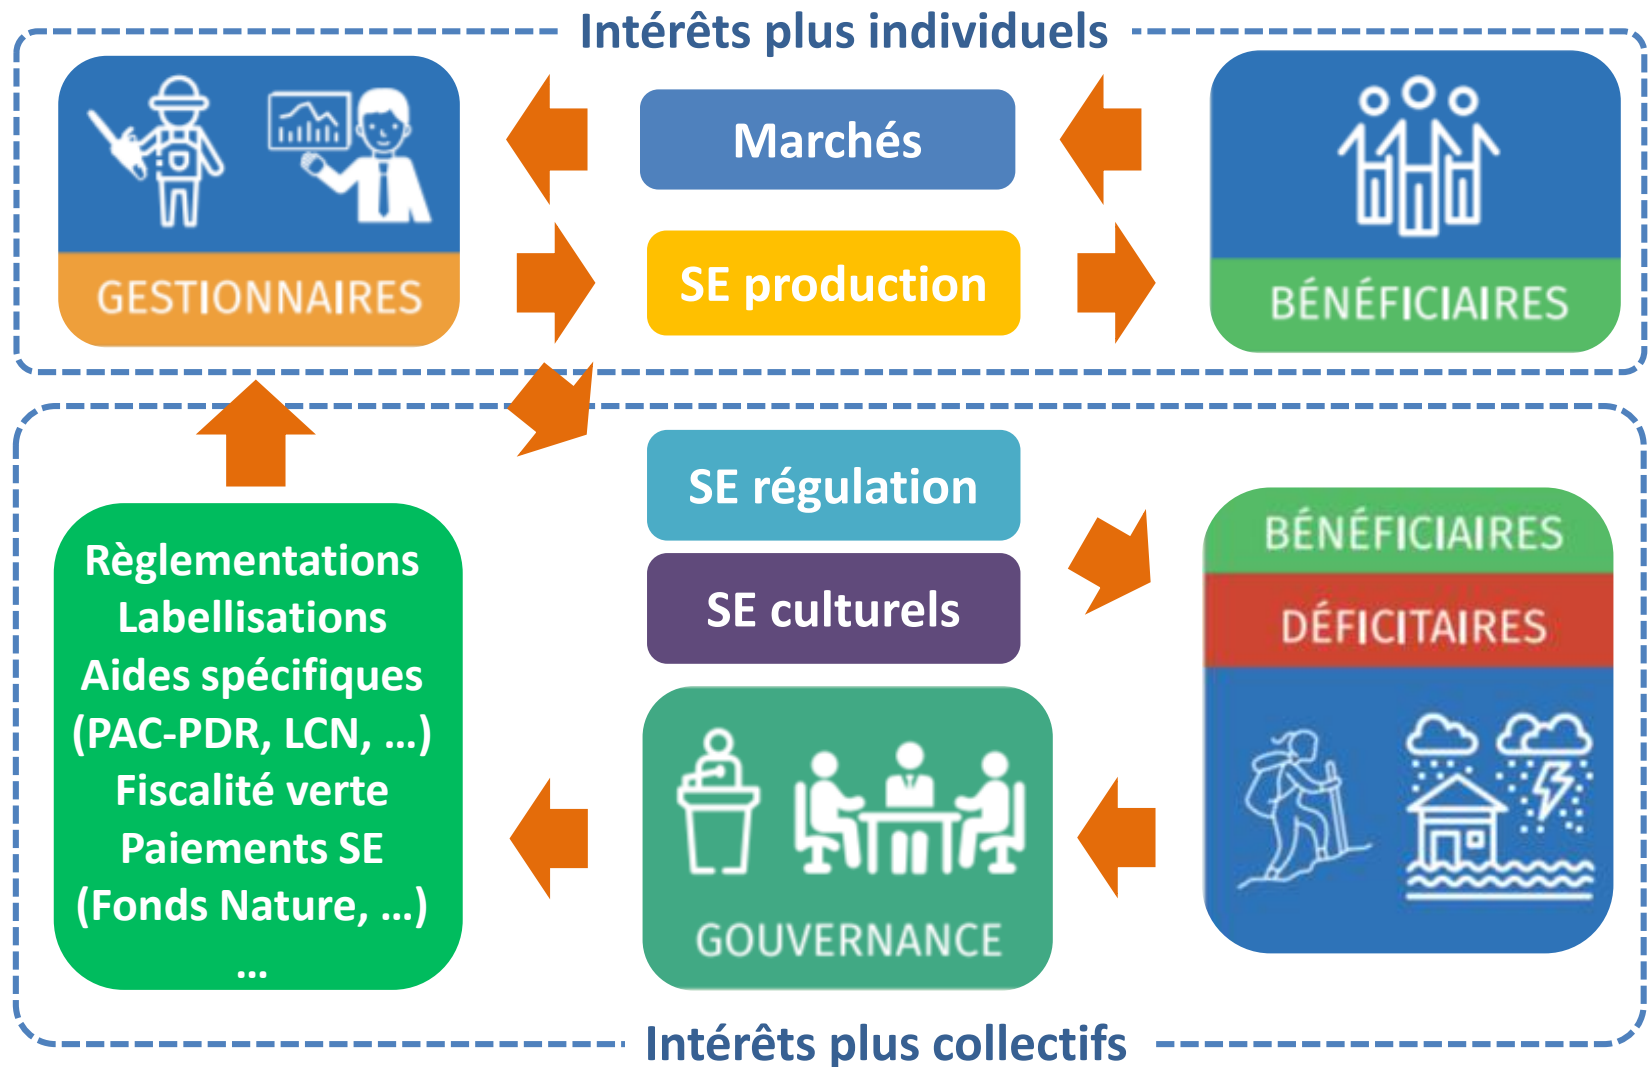 Intérêts plus individuels
Marchés
GESTIONNAIRES
SE production
BÉNÉFICIAIRES
SE régulation
SE culturels
BÉNÉFICIAIRES
DÉFICITAIRES
Règlementations
Labellisations
Aides spécifiques
(PAC-PDR, LCN, ...)
Fiscalité verte
Paiements SE
(Fonds Nature, ...)
...
GOUVERNANCE
Intérêts plus collectifs